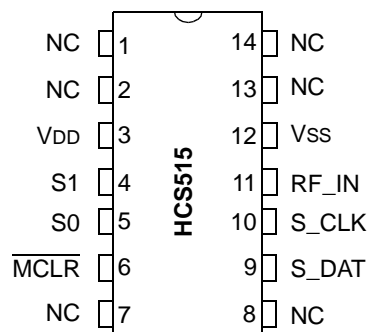 NC 1 14 NC
NC 2 13 NC
VDD 3 12 VSS
S1 4 11 RF_IN
S0 5 10 S_CLK
MCLR 6 9 S_DAT
NC 7 8 NC
HCS515